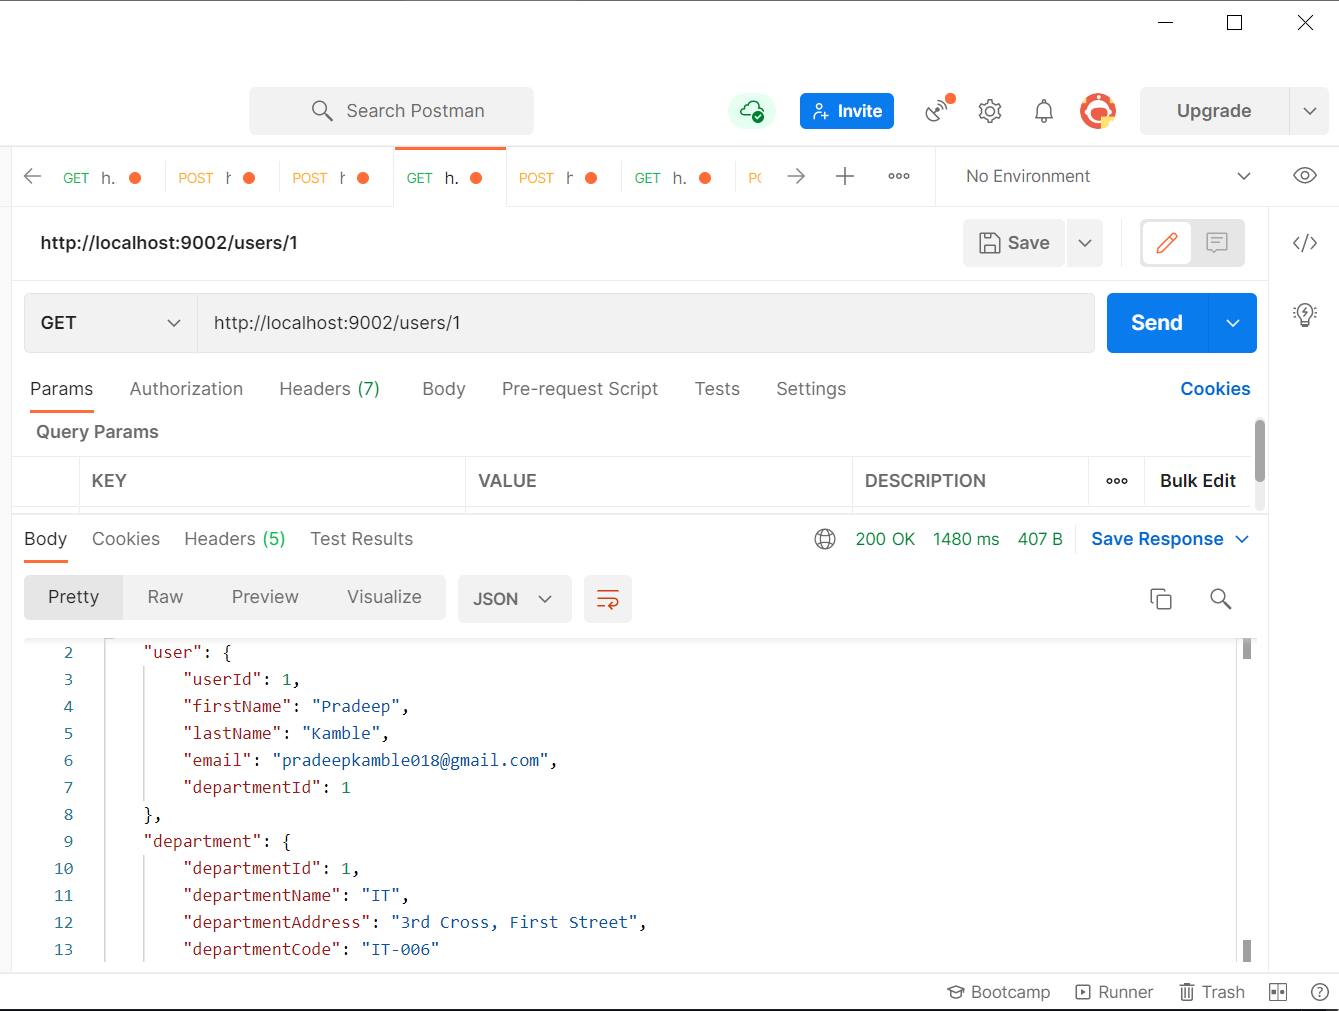 Search Postman
Invite
Upgrade
GET h.
POST h
POST h
GET h.
POST h
GET h.
PO
No Environment
http://localhost:9002/users/1
Save
GET
http://localhost:9002/users/1
Send
Params
Authorization
Headers (7)
Body
Pre-request Script
Tests
Settings
Cookies
Query Params
KEY
VALUE
DESCRIPTION
Bulk Edit
Body
Cookies
Headers (5)
Test Results
200 OK
1480 ms
407 B
Save Response
Pretty
Raw
Preview
Visualize
JSON
2 "user": {
3 "userId": 1,
4 "firstName": "Pradeep",
5 "lastName": "Kamble",
6 "email": "pradeepkamble018@gmail.com",
7 "departmentId": 1
8 },
9 "department": {
10 "departmentId": 1,
11 "departmentName": "IT",
12 "departmentAddress": "3rd Cross, First Street",
13 "departmentCode": "IT-006"
Bootcamp
Runner
Trash